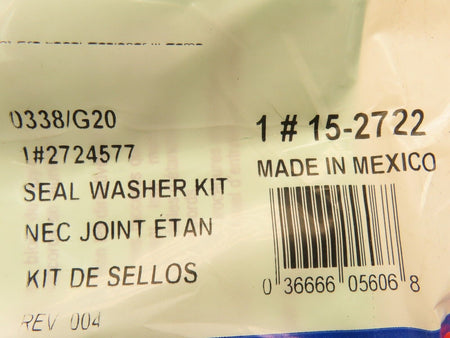 0338/G20
1#2724577
SEAL WASHER KIT
NEC JOINT ÉTAN
KIT DE SELLOS
REV 004
1 # 15-2722
MADE IN MEXICO
0 36666 05606 8